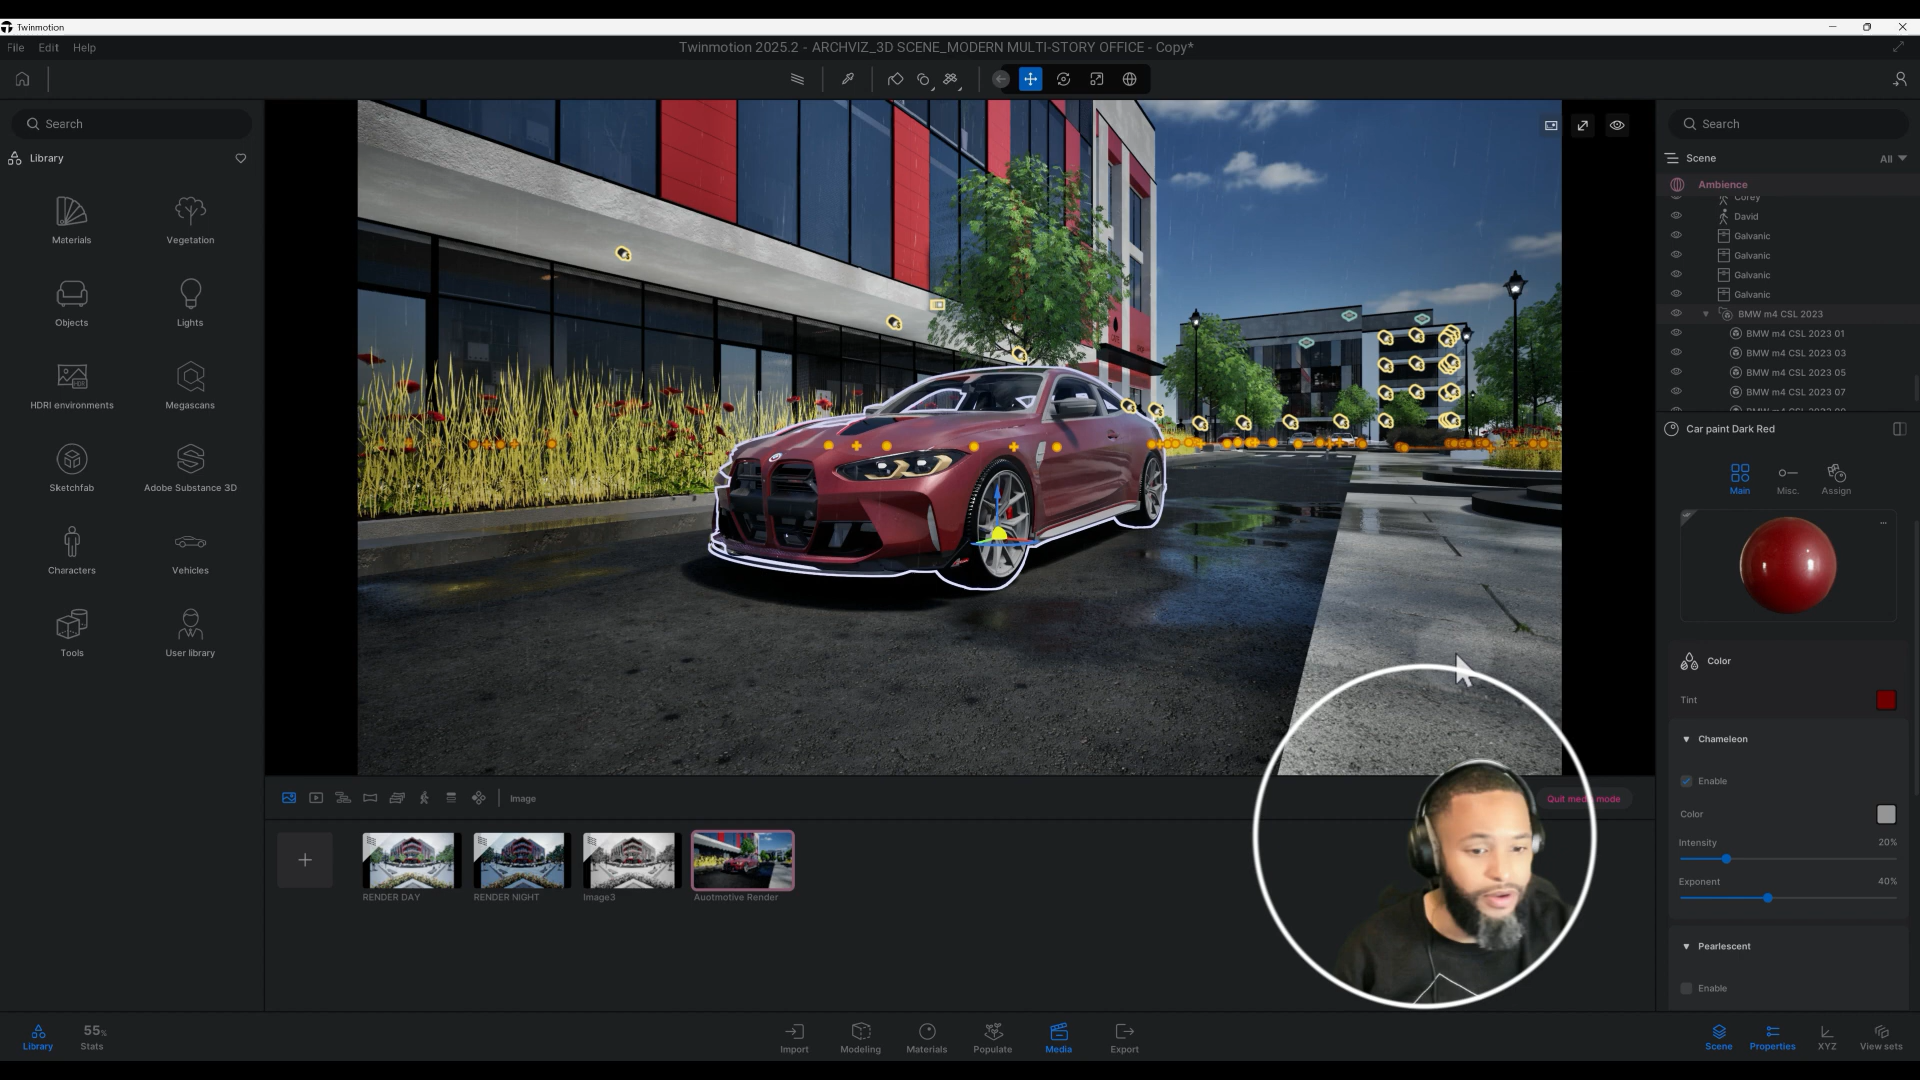 Twinmotion
File Edit Help
Twinmotion 2025.2 - ARCHVIZ_3D SCENE_MODERN MULTI-STORY OFFICE - Copy*
Search
Library
Materials
Vegetation
Objects
Lights
HDRI environments
Megascans
Sketchfab
Adobe Substance 3D
Characters
Vehicles
Tools
User library
Image
Quit media mode
RENDER DAY
RENDER NIGHT
Image3
Auotmotive Render
Search
Scene
All
Ambience
Corey
David
Galvanic
Galvanic
Galvanic
Galvanic
BMW m4 CSL 2023
BMW m4 CSL 2023 01
BMW m4 CSL 2023 03
BMW m4 CSL 2023 05
BMW m4 CSL 2023 07
Car paint Dark Red
Main
Misc.
Assign
Color
Tint
Chameleon
Enable
Color
Intensity 20%
Exponent 40%
Pearlescent
Enable
Library
55%
Stats
Import
Modeling
Materials
Populate
Media
Export
Scene
Properties
XYZ
View sets